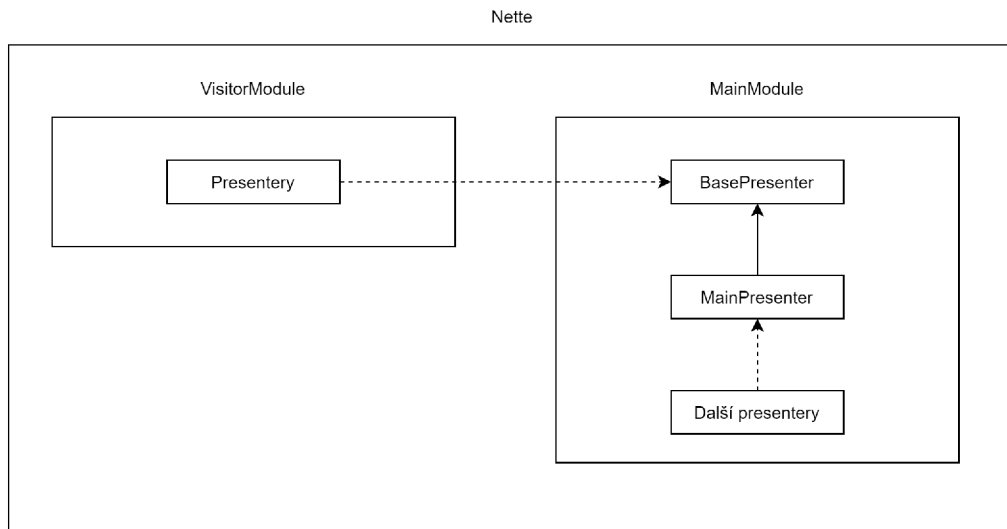 Nette
VisitorModule
MainModule
Presentery
BasePresenter
MainPresenter
Další presentery